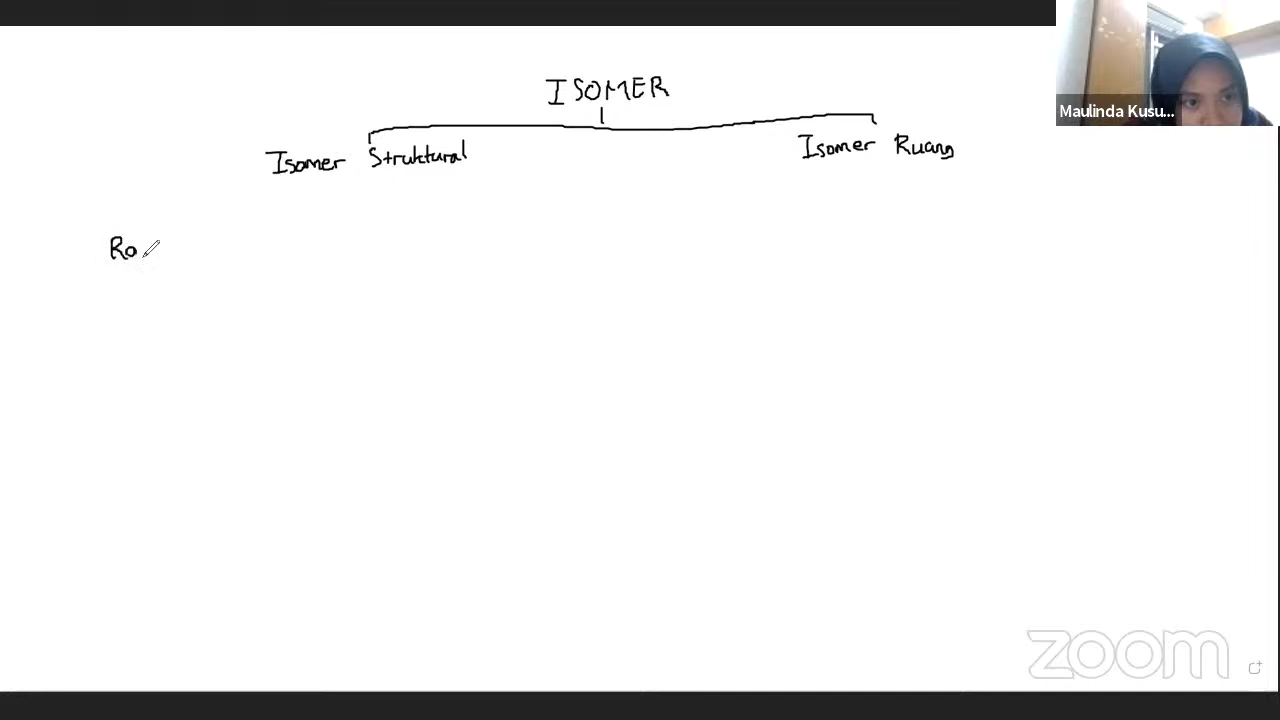 Maulinda Kusu...
ISOMER
Isomer Struktural
Isomer Ruang
Ro
zoom